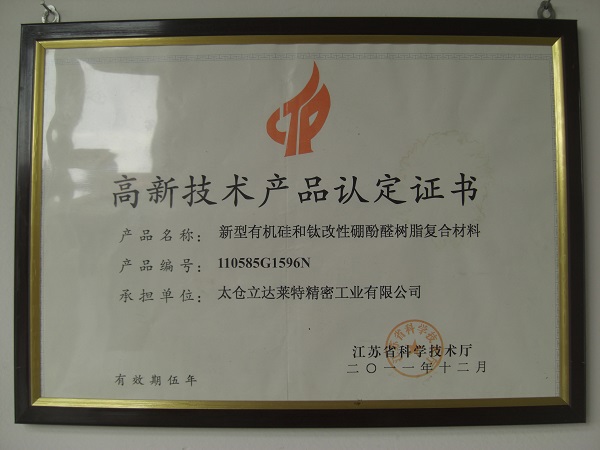 CTP
高新技术产品认定证书
产品名称：新型有机硅和钛改性硼酚醛树脂复合材料
产品编号：110585G1596N
承担单位：太仓立达莱特精密工业有限公司
江苏省科学技术厅
二〇一一年十二月
有效期伍年